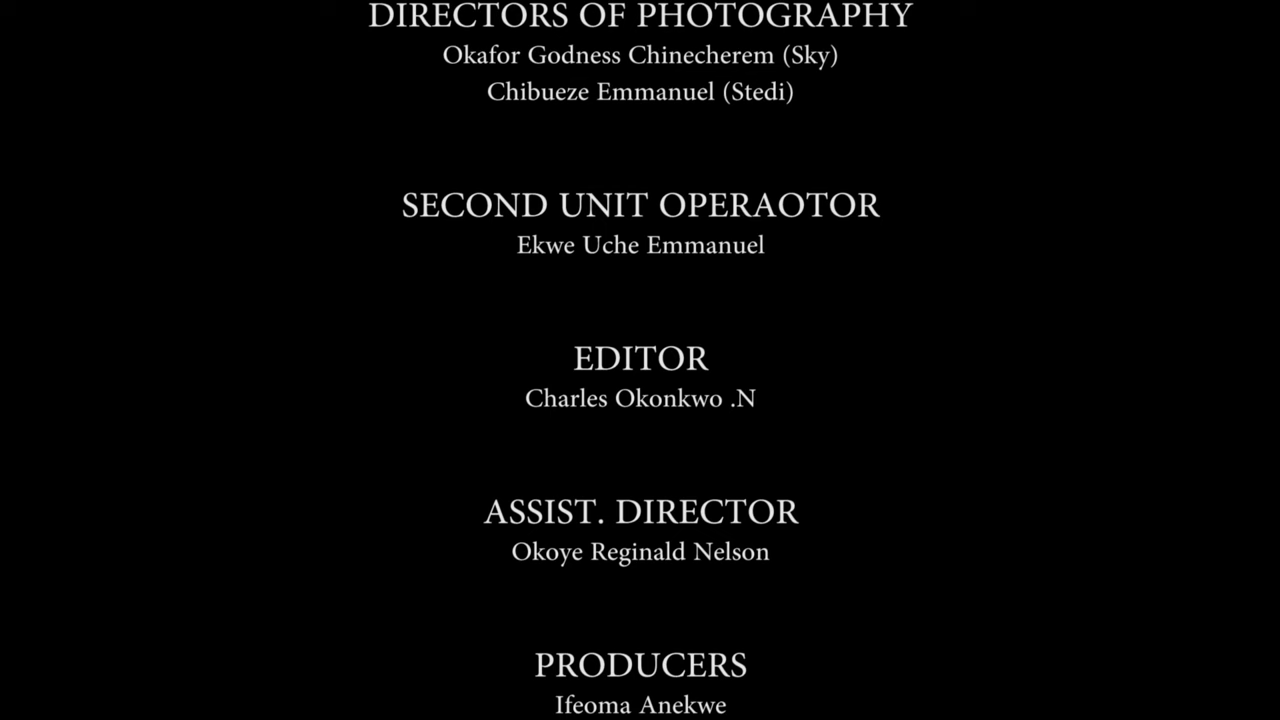 DIRECTORS OF PHOTOGRAPHY
Okafor Godness Chinecherem (Sky)
Chibueze Emmanuel (Stedi)
SECOND UNIT OPERAOTOR
Ekwe Uche Emmanuel
EDITOR
Charles Okonkwo .N
ASSIST. DIRECTOR
Okoye Reginald Nelson
PRODUCERS
Ifeoma Anekwe